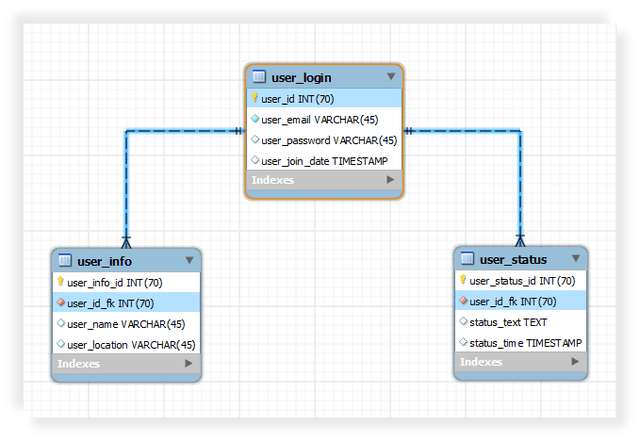 user_login
user_id INT(70)
user_email VARCHAR(45)
user_password VARCHAR(45)
user_join_date TIMESTAMP
Indexes
user_info
user_info_id INT(70)
user_id_fk INT(70)
user_name VARCHAR(45)
user_location VARCHAR(45)
Indexes
user_status
user_status_id INT(70)
user_id_fk INT(70)
status_text TEXT
status_time TIMESTAMP
Indexes